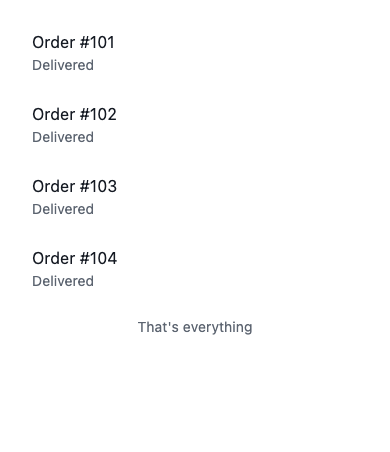 Order #101
Delivered
Order #102
Delivered
Order #103
Delivered
Order #104
Delivered
That's everything